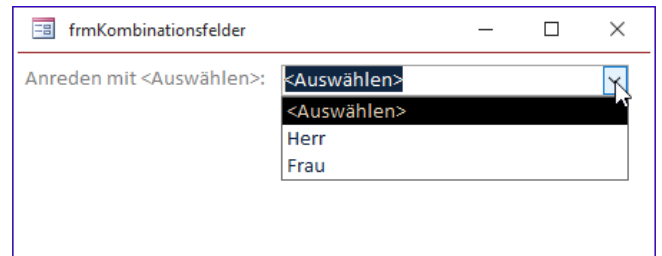 frmKombinationsfelder
Anreden mit <Auswählen>: <Auswählen>
<Auswählen>
Herr
Frau